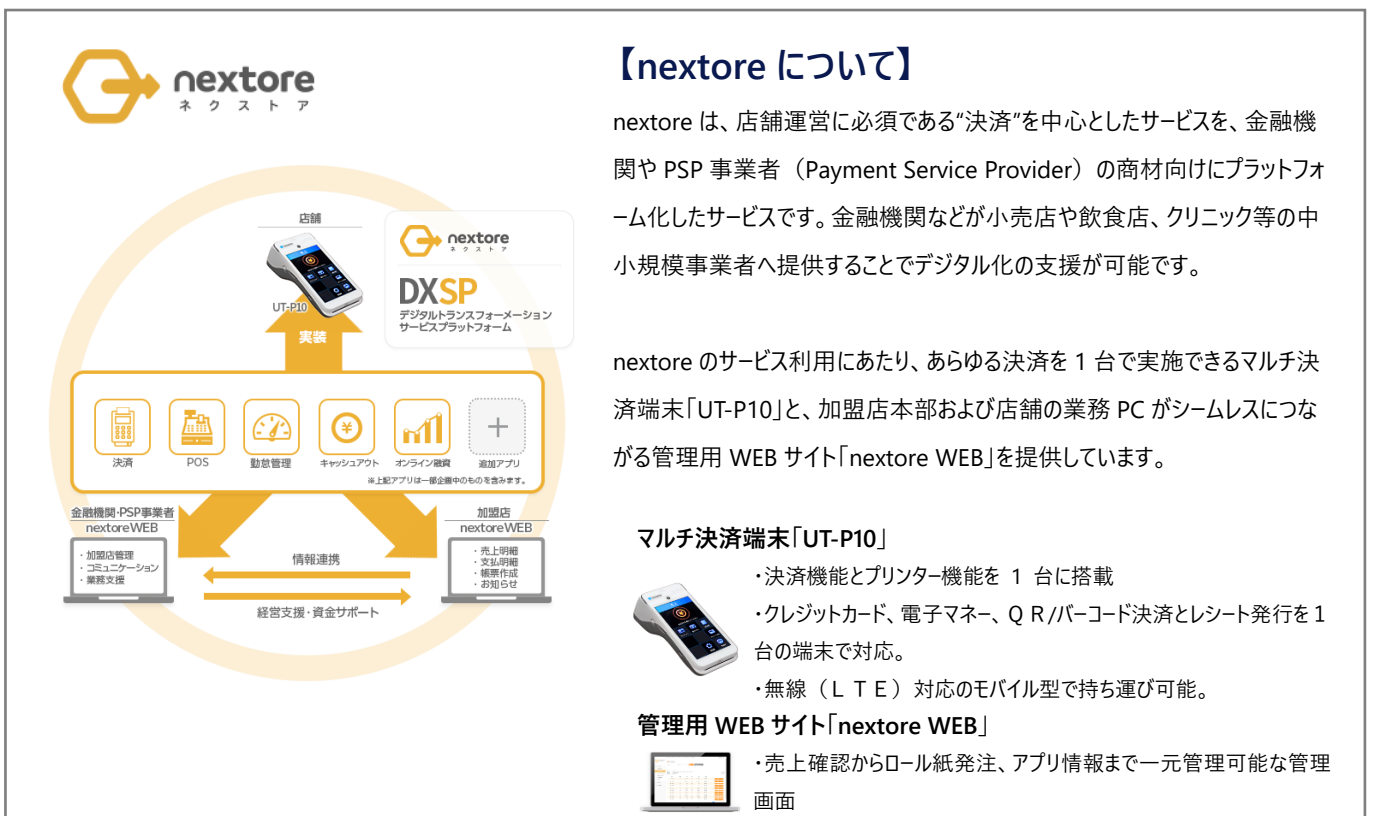 nextore
ネクストア
店舗
UT-P10
実装
nextore
ネクストア
DXSP
デジタルトランスフォーメーション
サービスプラットフォーム
決済
POS
勤怠管理
キャッシュアウト
オンライン融資
追加アプリ
※上記アプリは一部企画中のものを含みます。
金融機関・PSP事業者
nextoreWEB
・加盟店管理
・コミュニケーション
・業務支援
情報連携
経営支援・資金サポート
加盟店
nextoreWEB
・売上明細
・支払明細
・帳票作成
・お知らせ
【nextore について】
nextore は、店舗運営に必須である“決済”を中心としたサービスを、金融機
関や PSP 事業者（Payment Service Provider）の商材向けにプラットフォ
ーム化したサービスです。金融機関などが小売店や飲食店、クリニック等の中
小規模事業者へ提供することでデジタル化の支援が可能です。
nextore のサービス利用にあたり、あらゆる決済を 1 台で実施できるマルチ決
済端末「UT-P10」と、加盟店本部および店舗の業務 PC がシームレスにつな
がる管理用 WEB サイト「nextore WEB」を提供しています。
マルチ決済端末「UT-P10」
・決済機能とプリンター機能を 1 台に搭載
・クレジットカード、電子マネー、ＱＲ/バーコード決済とレシート発行を１
台の端末で対応。
・無線（ＬＴＥ）対応のモバイル型で持ち運び可能。
管理用 WEB サイト「nextore WEB」
・売上確認からロール紙発注、アプリ情報まで一元管理可能な管理
画面